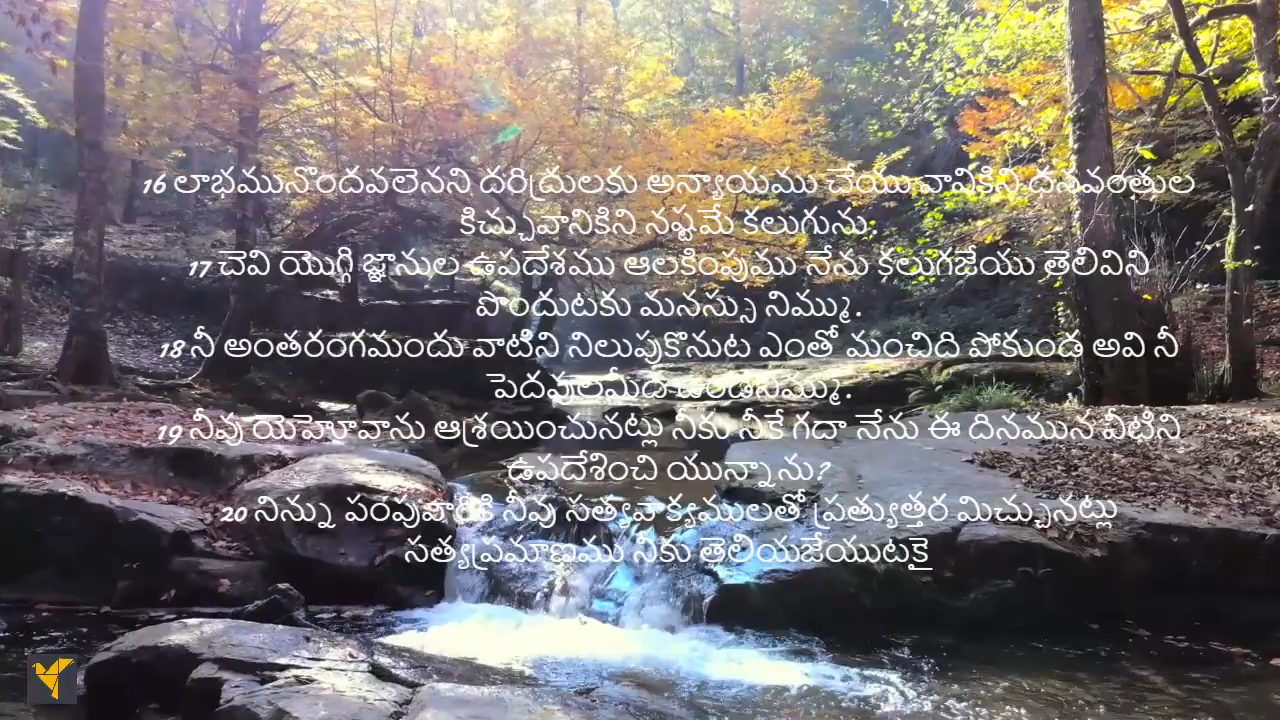 16 లాభమునొందవలెనని దరిద్రులకు అన్యాయము చేయు వానికిని ధనవంతుల
కిచ్చువానికిని నష్టమే కలుగును.
17 చెవి యొగ్గి జ్ఞానుల ఉపదేశము ఆలకింపుము నేను కలుగజేయు తెలివిని
పొందుటకు మనస్సు నిమ్ము.
18 నీ అంతరంగమందు వాటిని నిలుపుకొనుట ఎంతో మంచిది పోకుండ అవి నీ
పెదవులమీద ఉండనిమ్ము.
19 నీవు యెహోవాను ఆశ్రయించునట్లు నీకు నీకే గదా నేను ఈ దినమున వీటిని
ఉపదేశించి యున్నాను?
20 నిన్ను పంపువారికి నీవు సత్యవా క్యములతో ప్రత్యుత్తర మిచ్చునట్లు
సత్యప్రమాణము నీకు తెలియజేయుటకై